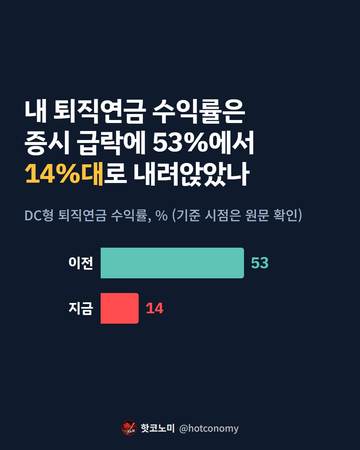 내 퇴직연금 수익률은
증시 급락에 53%에서
14%대로 내려앉았나
DC형 퇴직연금 수익률, % (기준 시점은 원문 확인)
이전 53
지금 14
핫코노미 @hotconomy